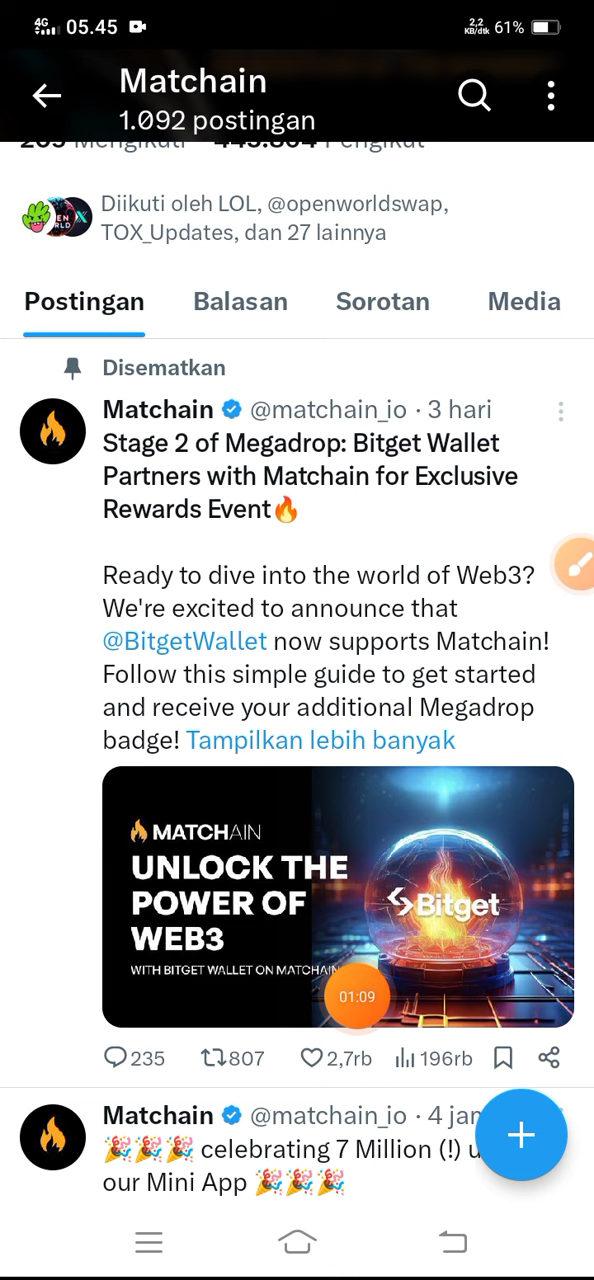 4G 05.45 2,2 KB/dtk 61%
Matchain
1.092 postingan
Mengikuti Pengikut
Diikuti oleh LOL, @openworldswap,
TOX_Updates, dan 27 lainnya
Postingan Balasan Sorotan Media
Disematkan
Matchain @matchain_io · 3 hari
Stage 2 of Megadrop: Bitget Wallet
Partners with Matchain for Exclusive
Rewards Event🔥
Ready to dive into the world of Web3?
We're excited to announce that
@BitgetWallet now supports Matchain!
Follow this simple guide to get started
and receive your additional Megadrop
badge! Tampilkan lebih banyak
MATCHAIN
UNLOCK THE
POWER OF
WEB3
WITH BITGET WALLET ON MATCHAIN
Bitget
01:09
235 807 2,7rb 196rb
Matchain @matchain_io · 4 jam
🎉🎉🎉 celebrating 7 Million (!)
our Mini App 🎉🎉🎉